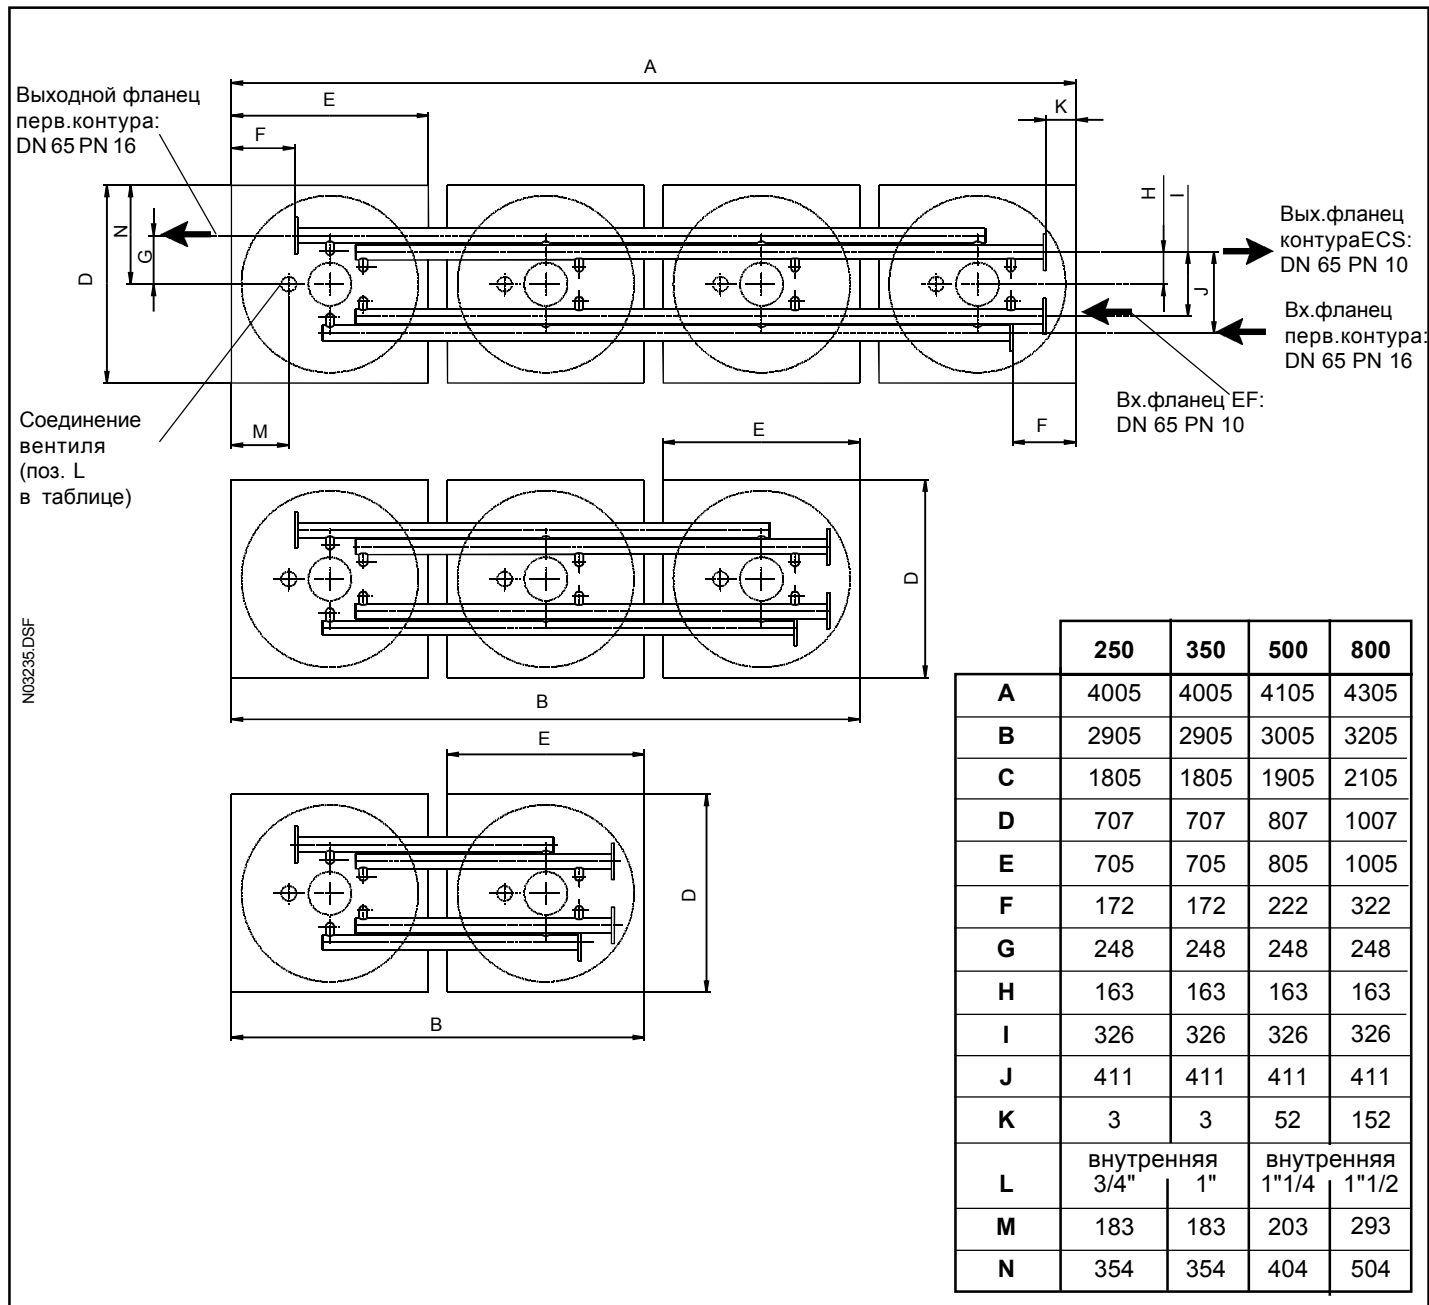 A
Выходной фланец
перв.контура:
DN 65 PN 16
E
K
F
H
I
N
G
D
J
Вых.фланец
контураECS:
DN 65 PN 10
Вх.фланец
перв.контура:
DN 65 PN 16
Вх.фланец EF:
DN 65 PN 10
Соединение
вентиля
(поз. L
в таблице)
M
F
E
D
B
N03235.DSF
E
D
B
250 350 500 800
A 4005 4005 4105 4305
B 2905 2905 3005 3205
C 1805 1805 1905 2105
D 707 707 807 1007
E 705 705 805 1005
F 172 172 222 322
G 248 248 248 248
H 163 163 163 163
I 326 326 326 326
J 411 411 411 411
K 3 3 52 152
внутренняя внутренняя
L 3/4" 1" 1"1/4 1"1/2
M 183 183 203 293
N 354 354 404 504